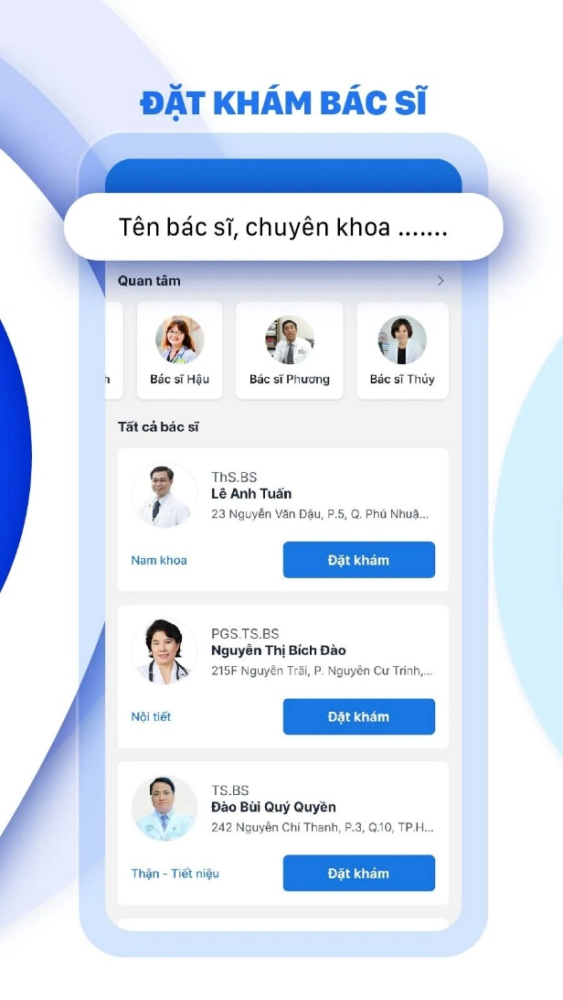 ĐẶT KHÁM BÁC SĨ
Tên bác sĩ, chuyên khoa .......
Quan tâm
h
Bác sĩ Hậu
Bác sĩ Phương
Bác sĩ Thủy
Tất cả bác sĩ
ThS.BS
Lê Anh Tuấn
23 Nguyễn Văn Đậu, P.5, Q. Phú Nhuậ...
Nam khoa
Đặt khám
PGS.TS.BS
Nguyễn Thị Bích Đào
215F Nguyễn Trãi, P. Nguyễn Cư Trinh,...
Nội tiết
Đặt khám
TS.BS
Đào Bùi Quý Quyền
242 Nguyễn Chí Thanh, P.3, Q.10, TP.H...
Thận - Tiết niệu
Đặt khám